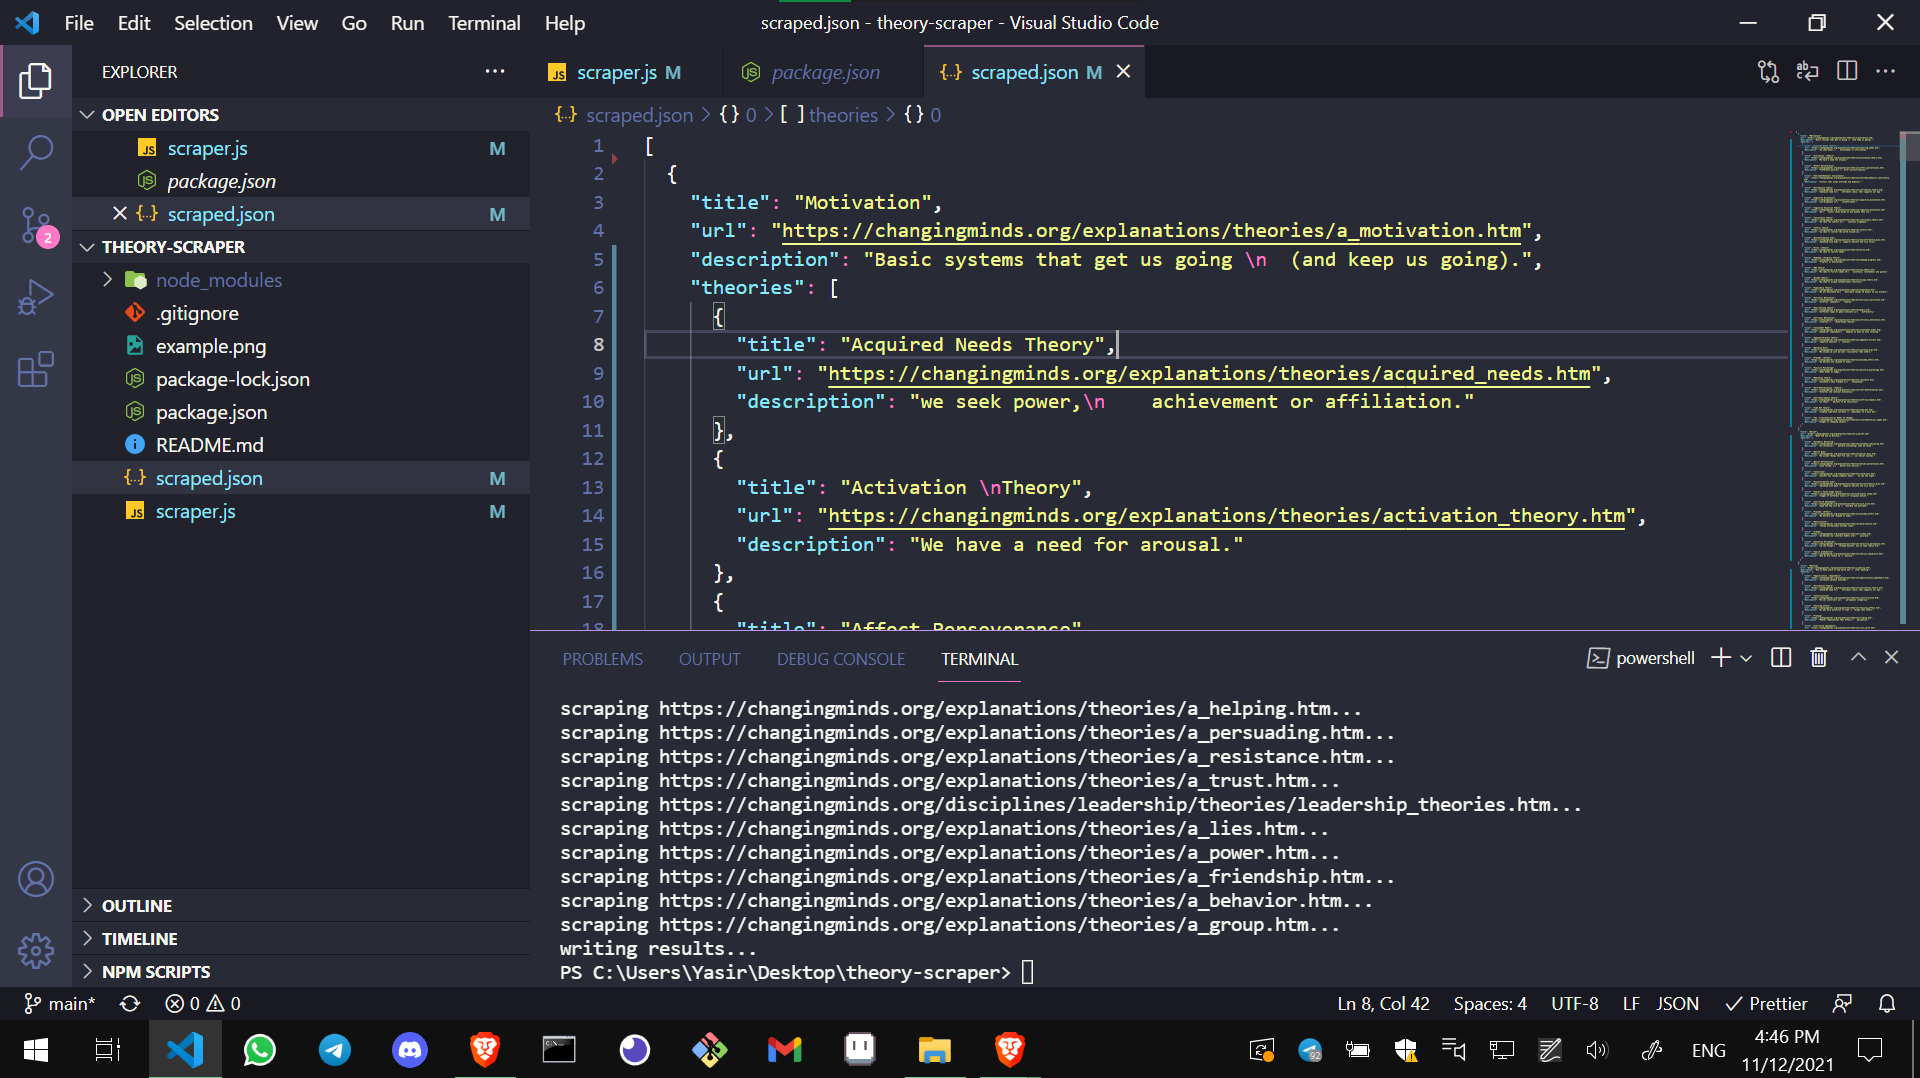 File Edit Selection View Go Run Terminal Help
scraped.json - theory-scraper - Visual Studio Code
EXPLORER
OPEN EDITORS
scraper.js M
package.json
scraped.json M
THEORY-SCRAPER
node_modules
.gitignore
example.png
package-lock.json
package.json
README.md
scraped.json M
scraper.js M
OUTLINE
TIMELINE
NPM SCRIPTS
2
scraper.js M
package.json
scraped.json M
scraped.json > {} 0 > [ ] theories > {} 0
1 [
2 {
3 "title": "Motivation",
4 "url": "https://changingminds.org/explanations/theories/a_motivation.htm",
5 "description": "Basic systems that get us going \n  (and keep us going).",
6 "theories": [
7 {
8 "title": "Acquired Needs Theory",
9 "url": "https://changingminds.org/explanations/theories/acquired_needs.htm",
10 "description": "we seek power,\n    achievement or affiliation."
11 },
12 {
13 "title": "Activation \nTheory",
14 "url": "https://changingminds.org/explanations/theories/activation_theory.htm",
15 "description": "We have a need for arousal."
16 },
17 {
18 "title": "Affect Perseverance"
PROBLEMS OUTPUT DEBUG CONSOLE TERMINAL
powershell
scraping https://changingminds.org/explanations/theories/a_helping.htm...
scraping https://changingminds.org/explanations/theories/a_persuading.htm...
scraping https://changingminds.org/explanations/theories/a_resistance.htm...
scraping https://changingminds.org/explanations/theories/a_trust.htm...
scraping https://changingminds.org/disciplines/leadership/theories/leadership_theories.htm...
scraping https://changingminds.org/explanations/theories/a_lies.htm...
scraping https://changingminds.org/explanations/theories/a_power.htm...
scraping https://changingminds.org/explanations/theories/a_friendship.htm...
scraping https://changingminds.org/explanations/theories/a_behavior.htm...
scraping https://changingminds.org/explanations/theories/a_group.htm...
writing results...
PS C:\Users\Yasir\Desktop\theory-scraper>
main* 0 0
Ln 8, Col 42 Spaces: 4 UTF-8 LF JSON Prettier
92
ENG
4:46 PM
11/12/2021